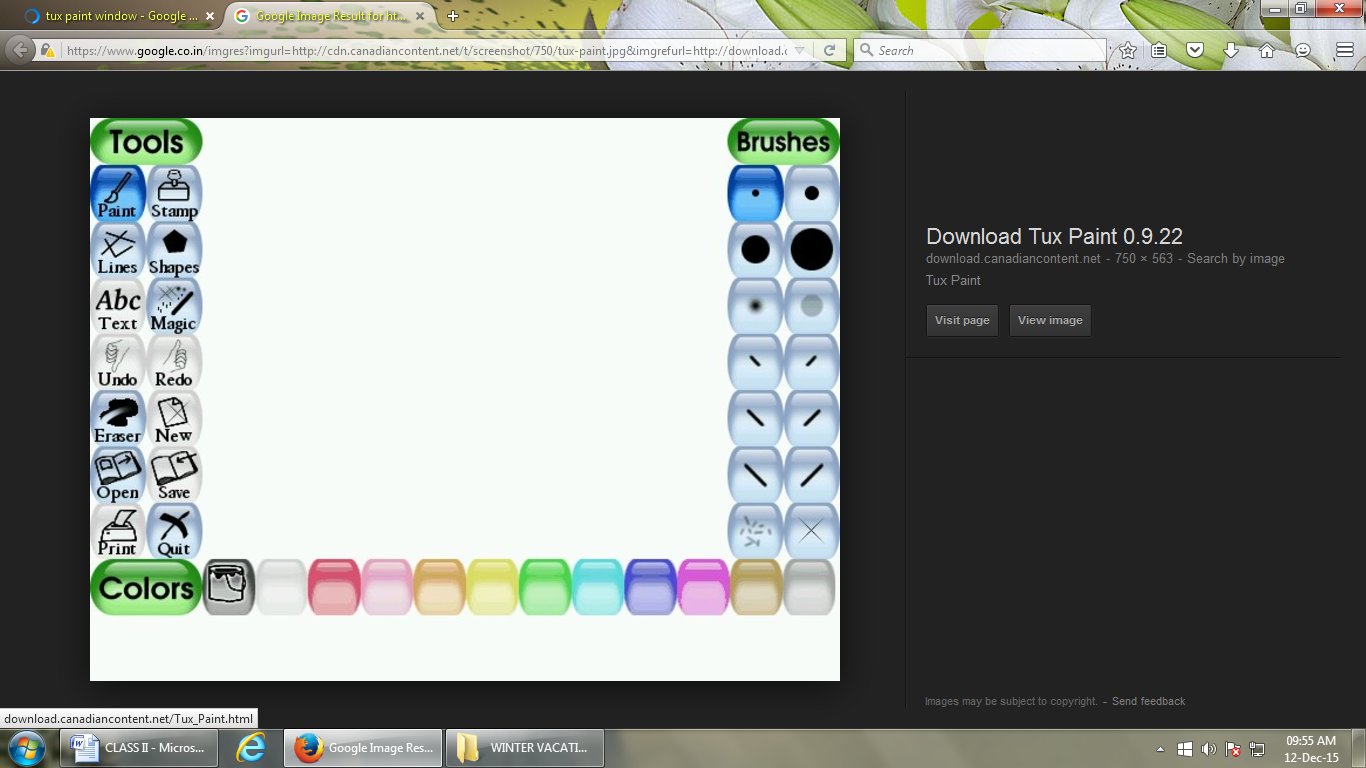 tux paint window - Google ...
Google Image Result for ht...
https://www.google.co.in/imgres?imgurl=http://cdn.canadiancontent.net/t/screenshot/750/tux-paint.jpg&imgrefurl=http://download.c
Search
Tools
Brushes
Paint Stamp
Lines Shapes
Abc
Text Magic
Undo Redo
Eraser New
Open Save
Print Quit
Colors
Download Tux Paint 0.9.22
download.canadiancontent.net - 750 × 563 - Search by image
Tux Paint
Visit page View image
Images may be subject to copyright. - Send feedback
download.canadiancontent.net/Tux_Paint.html
CLASS II - Micros...
Google Image Res...
WINTER VACATI...
09:55 AM
12-Dec-15